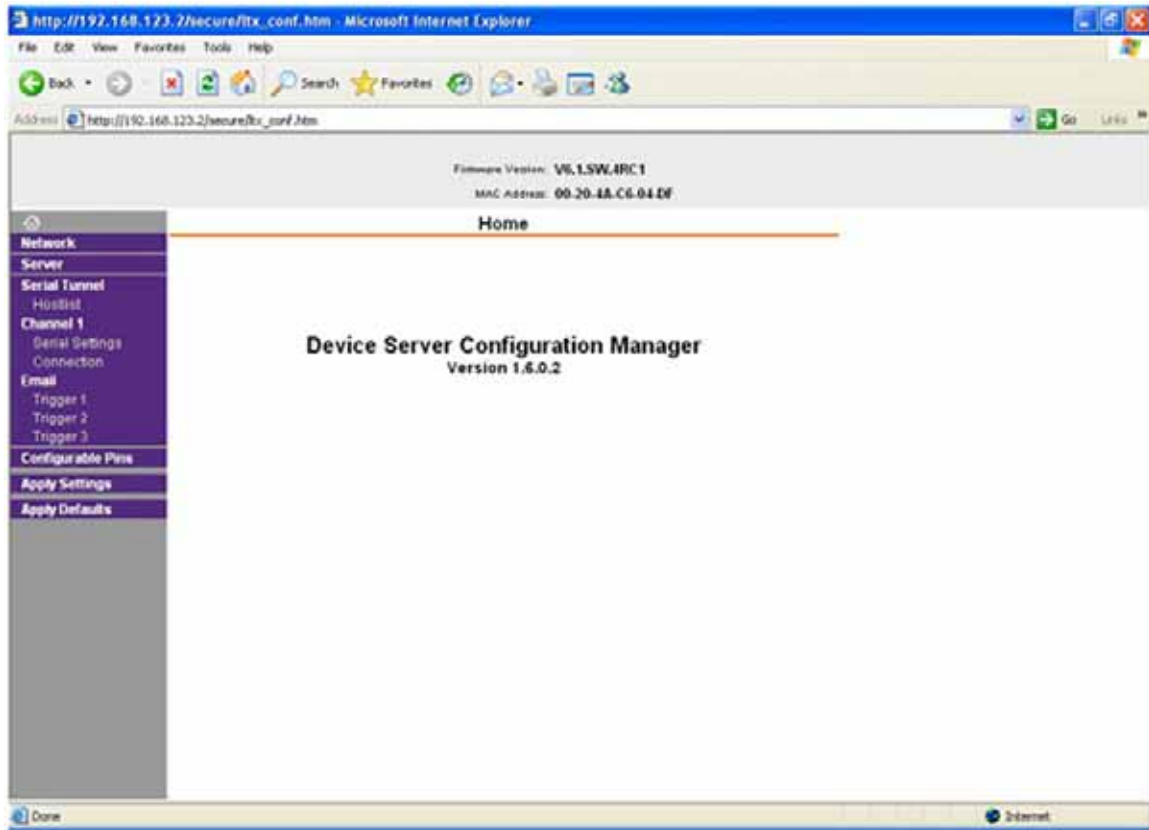 http://192.168.123.2/secure/ltx_conf.htm - Microsoft Internet Explorer
File Edit View Favorites Tools Help
Back Search Favorites
Address http://192.168.123.2/secure/ltx_conf.htm Go Links »
Firmware Version: V6.1.SW.4RC1
MAC Address: 00-20-4A-C6-04-DF
Home
Network
Server
Serial Tunnel
Hostlist
Channel 1
Serial Settings
Connection
Email
Trigger 1
Trigger 2
Trigger 3
Configurable Pins
Apply Settings
Apply Defaults
Device Server Configuration Manager
Version 1.6.0.2
Done Internet